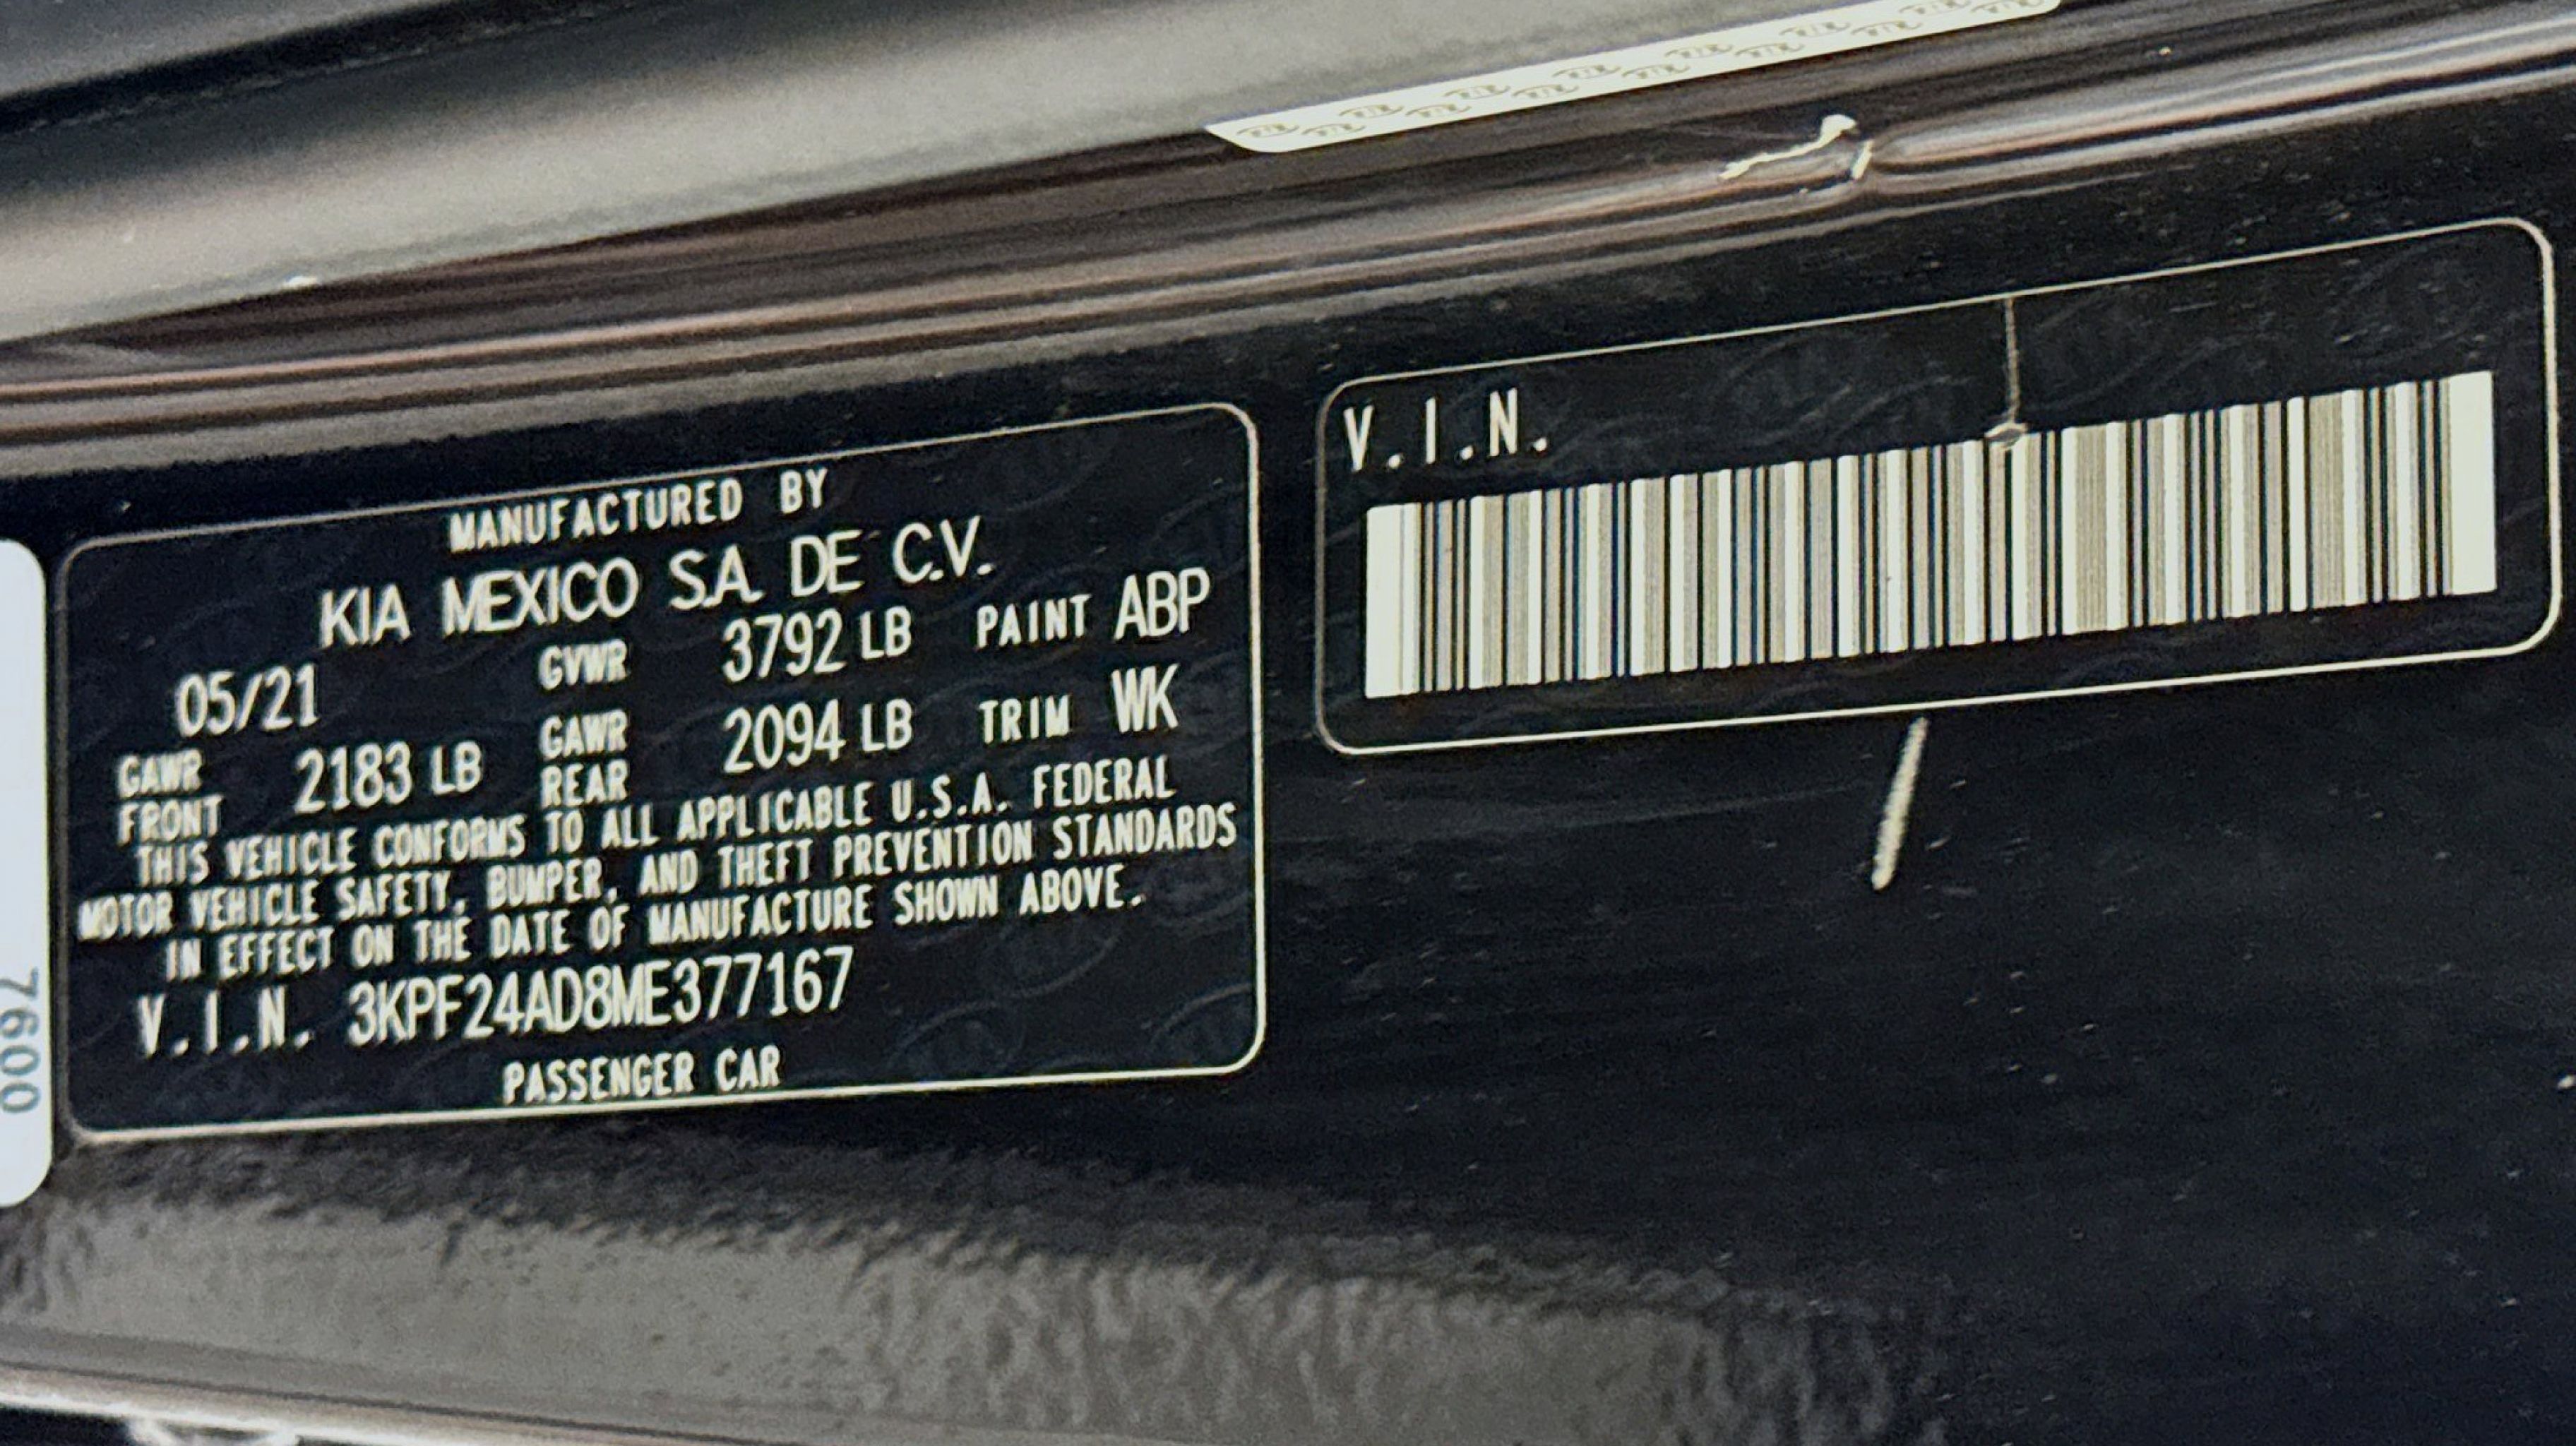 MANUFACTURED BY
KIA MEXICO S.A. DE C.V.
05/21 GVWR 3792 LB PAINT ABP
GAWR FRONT 2183 LB GAWR REAR 2094 LB TRIM WK
THIS VEHICLE CONFORMS TO ALL APPLICABLE U.S.A. FEDERAL
MOTOR VEHICLE SAFETY, BUMPER, AND THEFT PREVENTION STANDARDS
IN EFFECT ON THE DATE OF MANUFACTURE SHOWN ABOVE.
V.I.N. 3KPF24AD8ME377167
PASSENGER CAR
V.I.N.